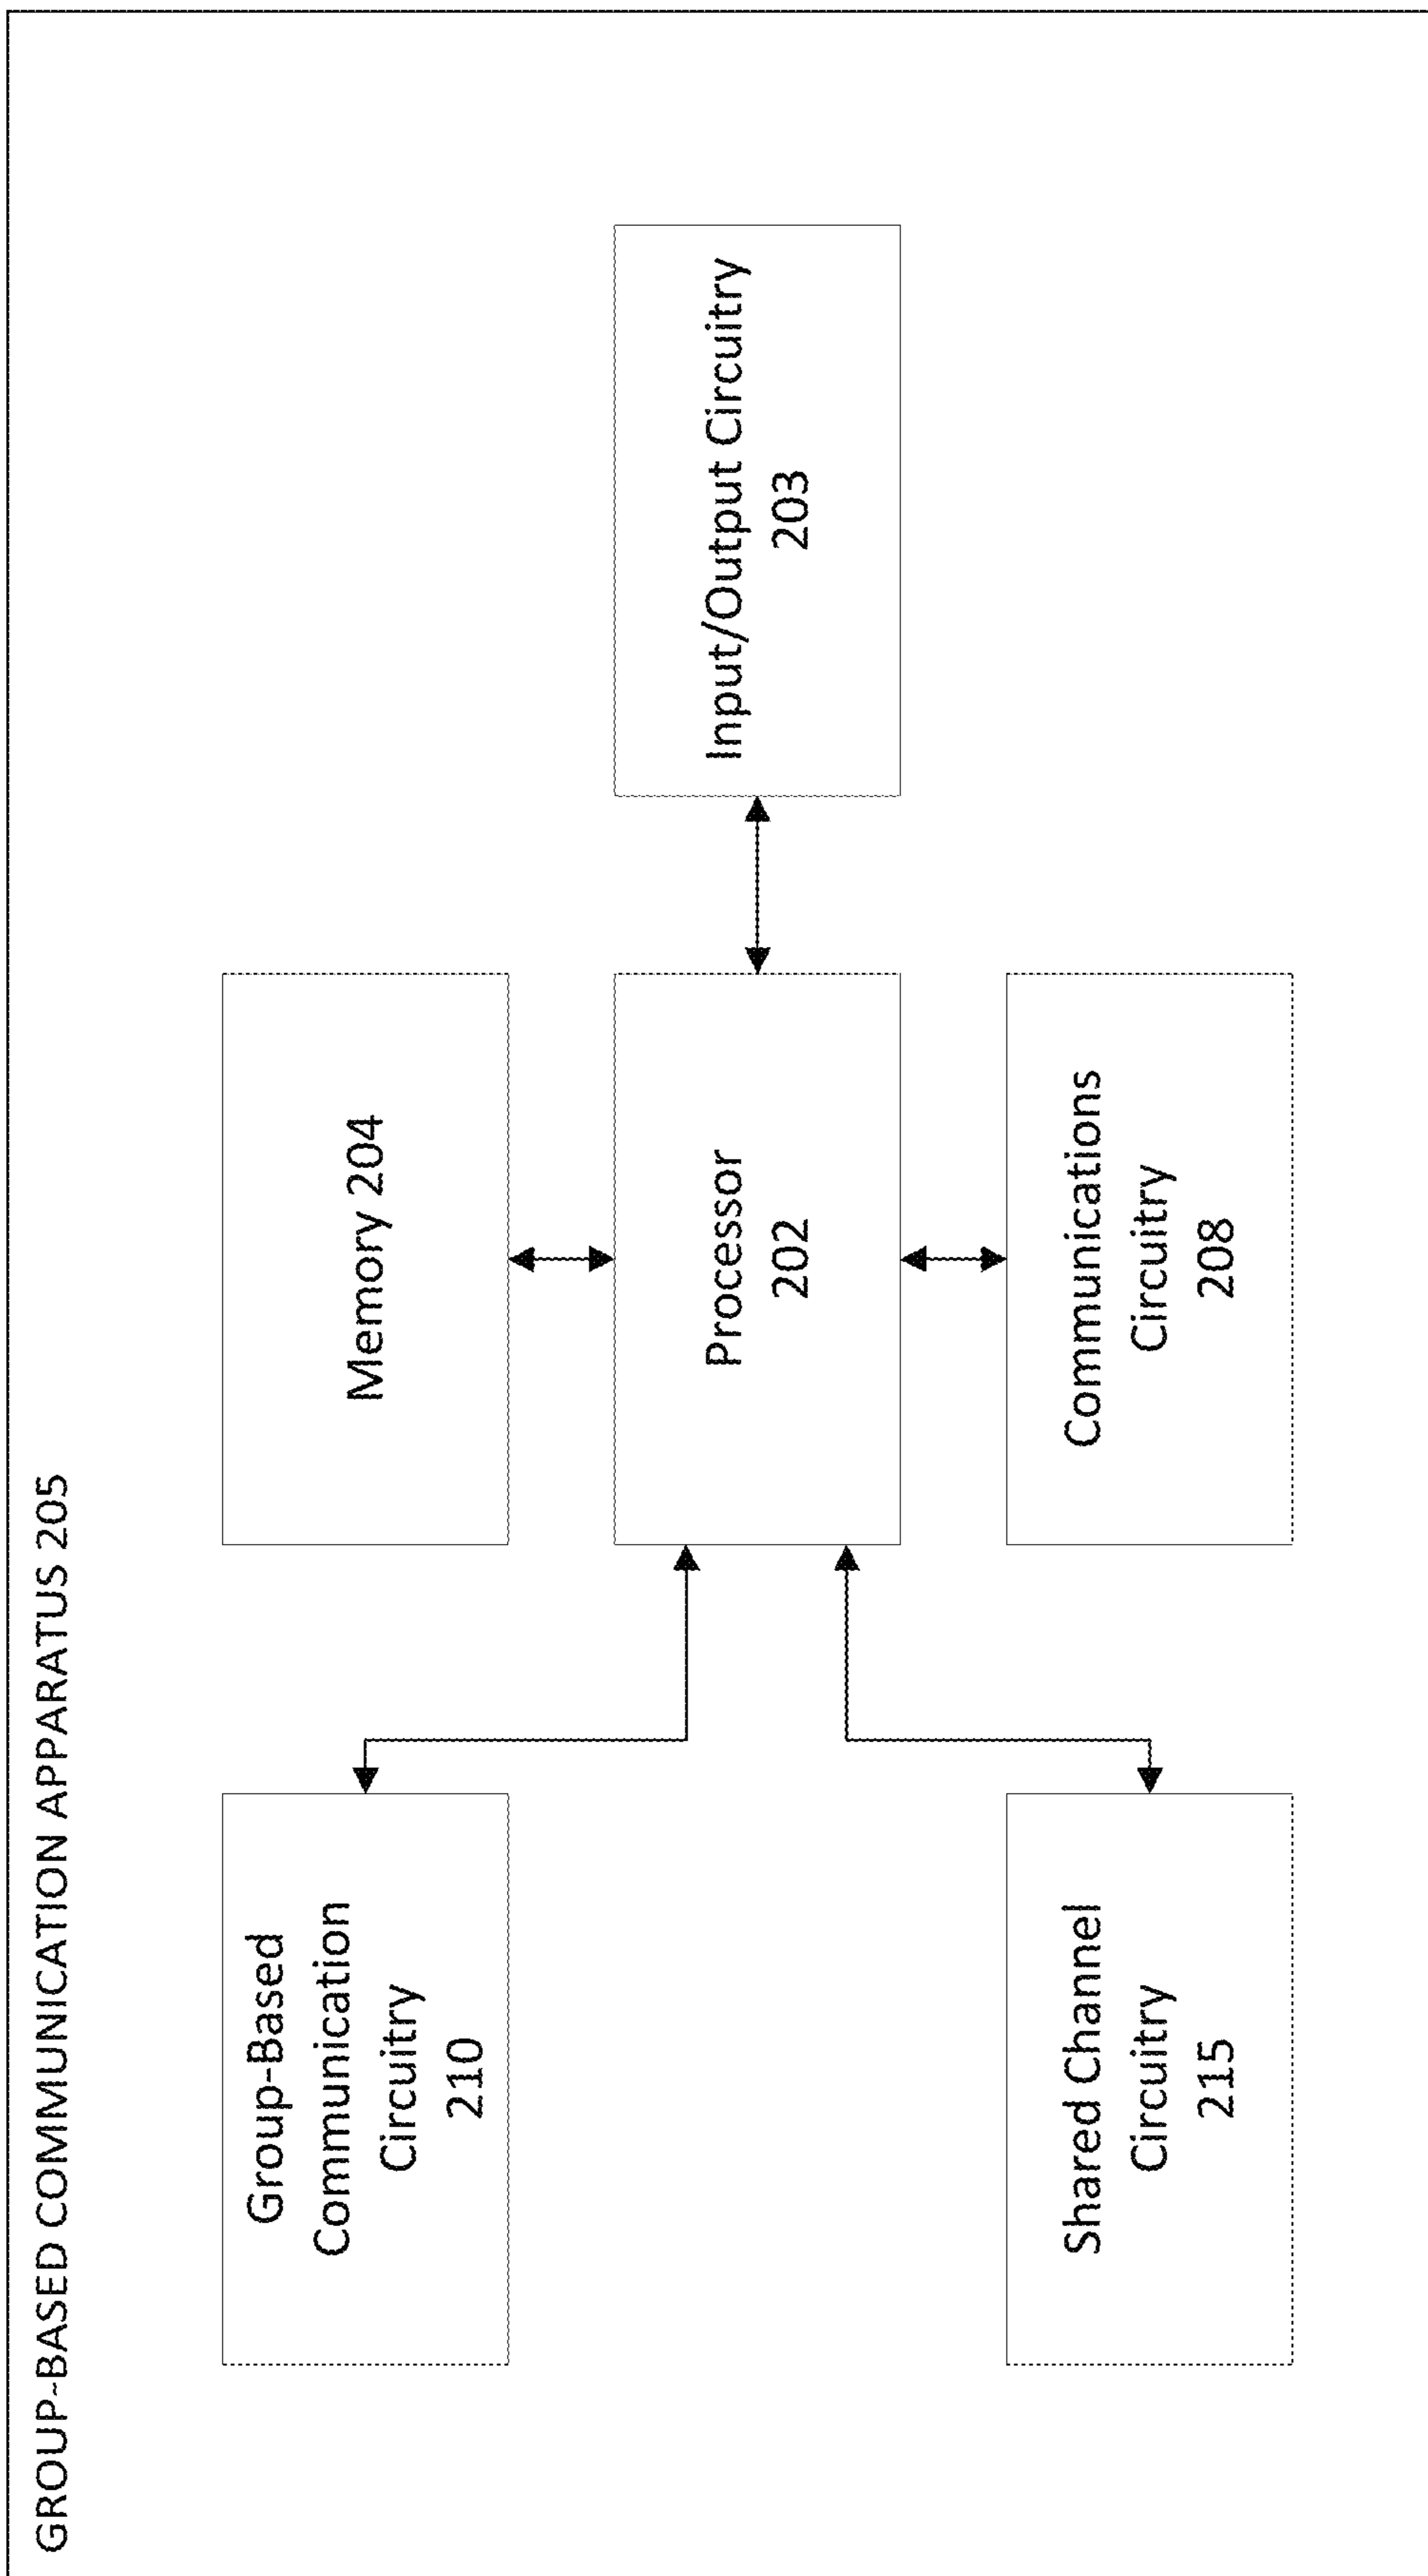 GROUP-BASED COMMUNICATION APPARATUS 205
Group-Based
Communication
Circuitry
210
Memory 204
Processor
202
Input/Output Circuitry
203
Shared Channel
Circuitry
215
Communications
Circuitry
208